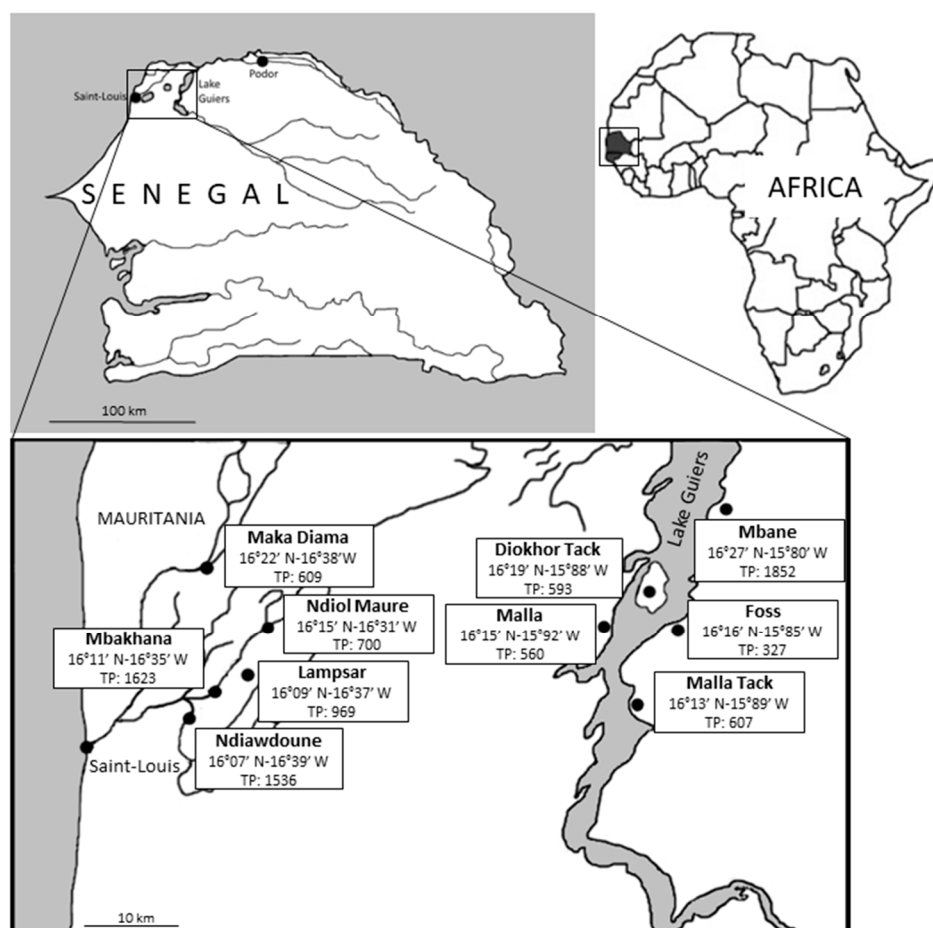 Podor
Saint-Louis
Lake
Guiers
SENEGAL
AFRICA
100 km
MAURITANIA
Lake Guiers
Maka Diama
16°22' N-16°38'W
TP: 609
Ndiol Maure
16°15' N-16°31' W
TP: 700
Mbakhana
16°11' N-16°35' W
TP: 1623
Lampsar
16°09' N-16°37' W
TP: 969
Ndiawdoune
16°07' N-16°39' W
TP: 1536
Saint-Louis
Diokhor Tack
16°19' N-15°88' W
TP: 593
Malla
16°15' N-15°92' W
TP: 560
Mbane
16°27' N-15°80' W
TP: 1852
Foss
16°16' N-15°85' W
TP: 327
Malla Tack
16°13' N-15°89' W
TP: 607
10 km